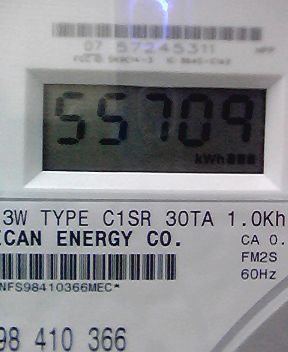 07 57245311
55709
kWh
3W TYPE C1SR 30TA 1.0Kh
ICAN ENERGY CO.
CA 0.
FM2S
60Hz
NFS98410366MEC*
98 410 366